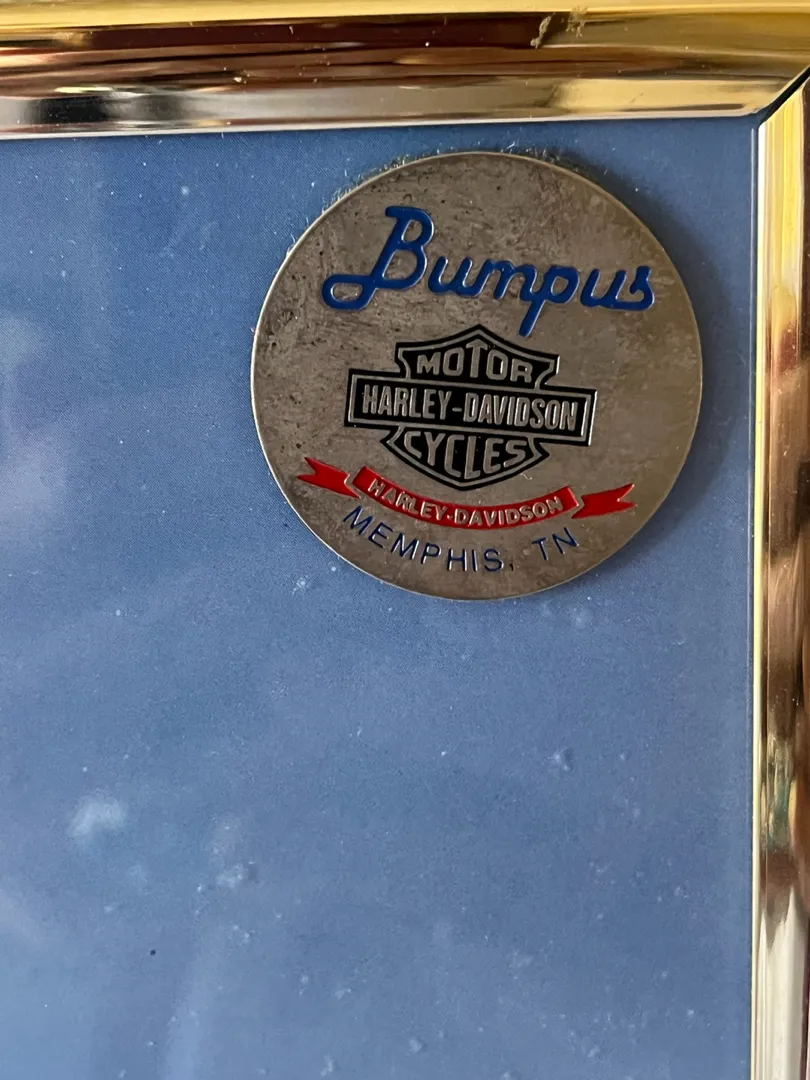 Bumpus
MOTOR
HARLEY-DAVIDSON
CYCLES
HARLEY-DAVIDSON
MEMPHIS, TN